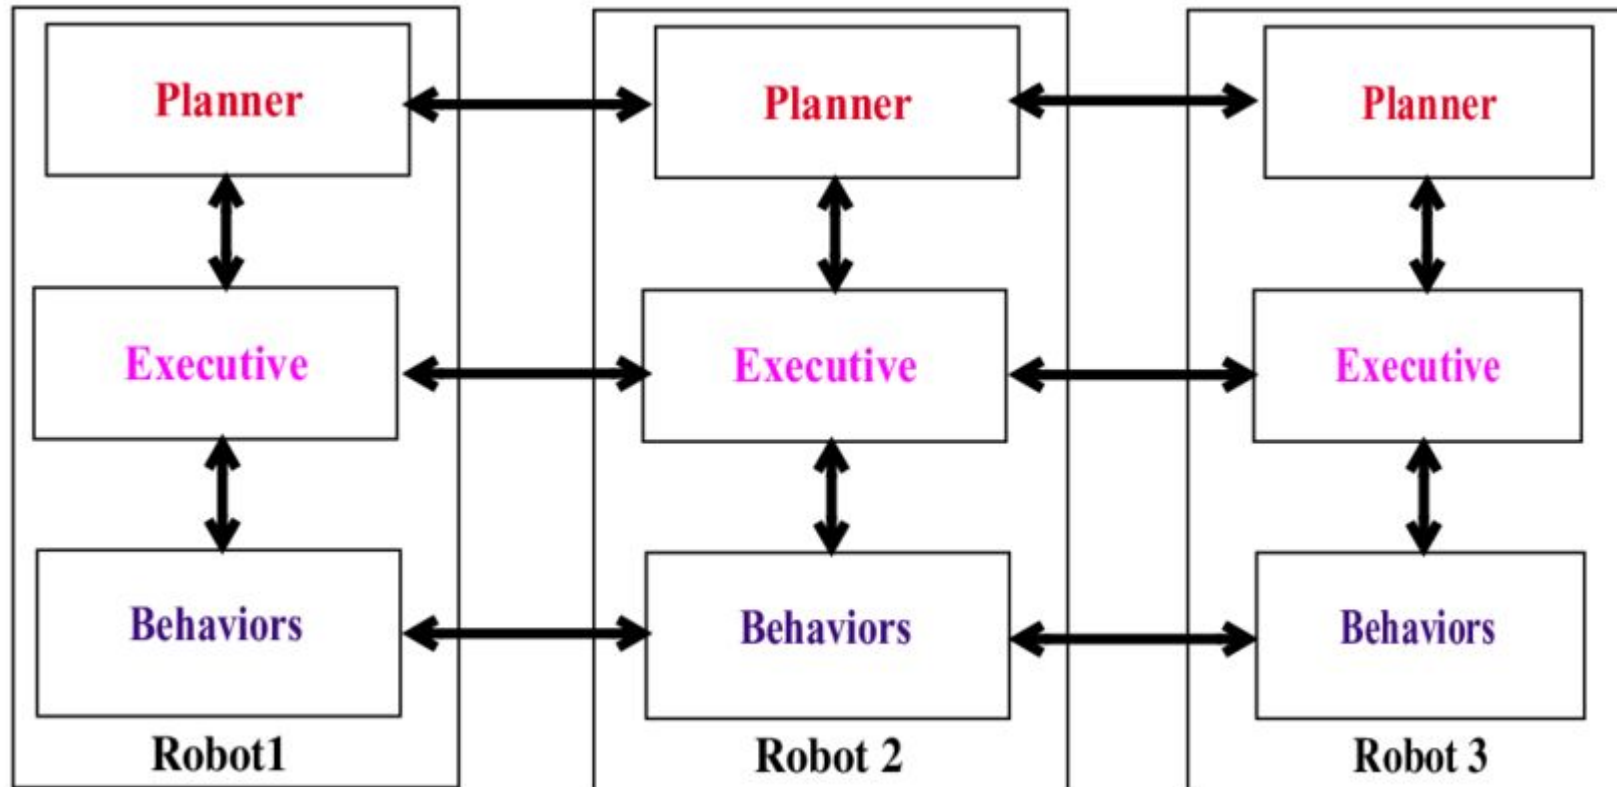 Planner
Planner
Planner
Executive
Executive
Executive
Behaviors
Behaviors
Behaviors
Robot1
Robot 2
Robot 3